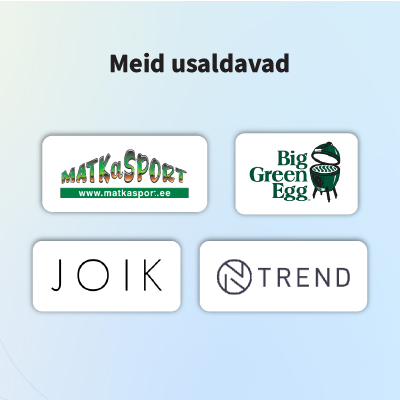 Meid usaldavad
MATKaSPORT
www.matkasport.ee
Big
Green
Egg
JOIK
TREND